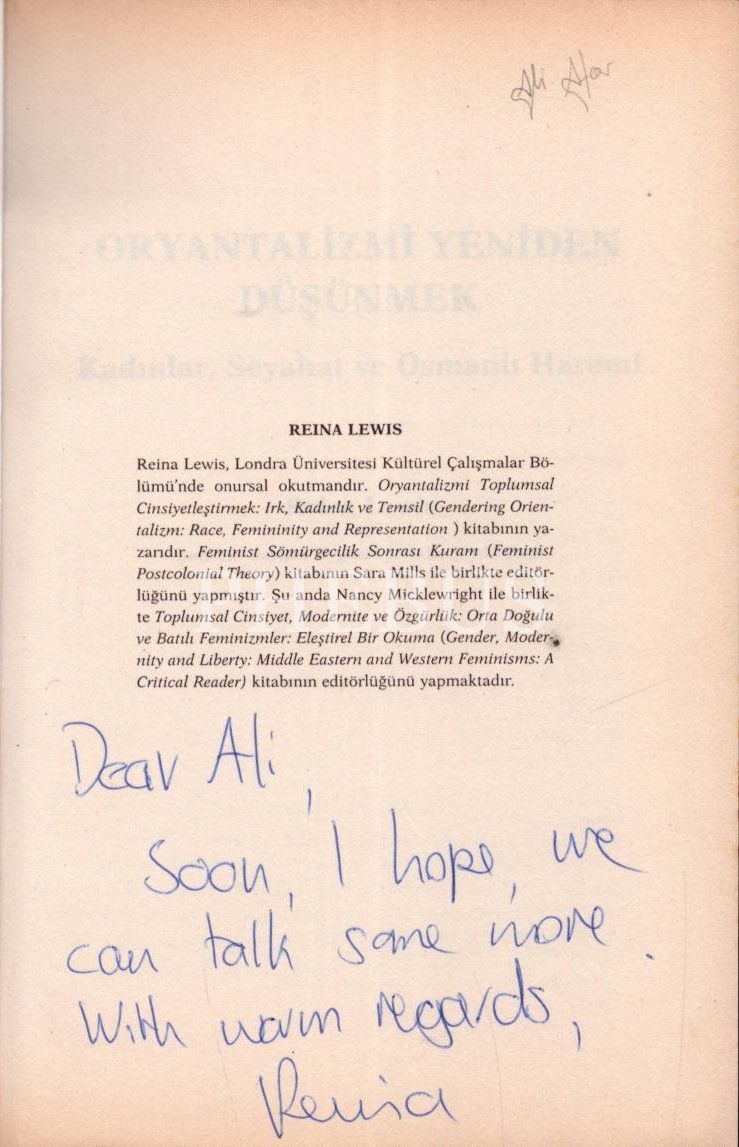 Ali
ORYANTALİZMİ YENİDEN
DÜŞÜNMEK
Kadınlar, Seyahat ve Osmanlı Haremi
REINA LEWIS
Reina Lewis, Londra Üniversitesi Kültürel Çalışmalar Bö-
lümü'nde onursal okutmandır. Oryantalizmi Toplumsal
Cinsiyetleştirmek: Irk, Kadınlık ve Temsil (Gendering Orien-
talizm: Race, Femininity and Representation ) kitabının ya-
zarıdır. Feminist Sömürgecilik Sonrası Kuram (Feminist
Postcolonial Theory) kitabının Sara Mills ile birlikte editör-
lüğünü yapmıştır. Şu anda Nancy Micklewright ile birlik-
te Toplumsal Cinsiyet, Modernite ve Özgürlük: Orta Doğulu
ve Batılı Feminizmler: Eleştirel Bir Okuma (Gender, Moder-
nity and Liberty: Middle Eastern and Western Feminisms: A
Critical Reader) kitabının editörlüğünü yapmaktadır.
Dear Ali,
Soon, I hope, we
can talk some more.
With warm regards,
Reina